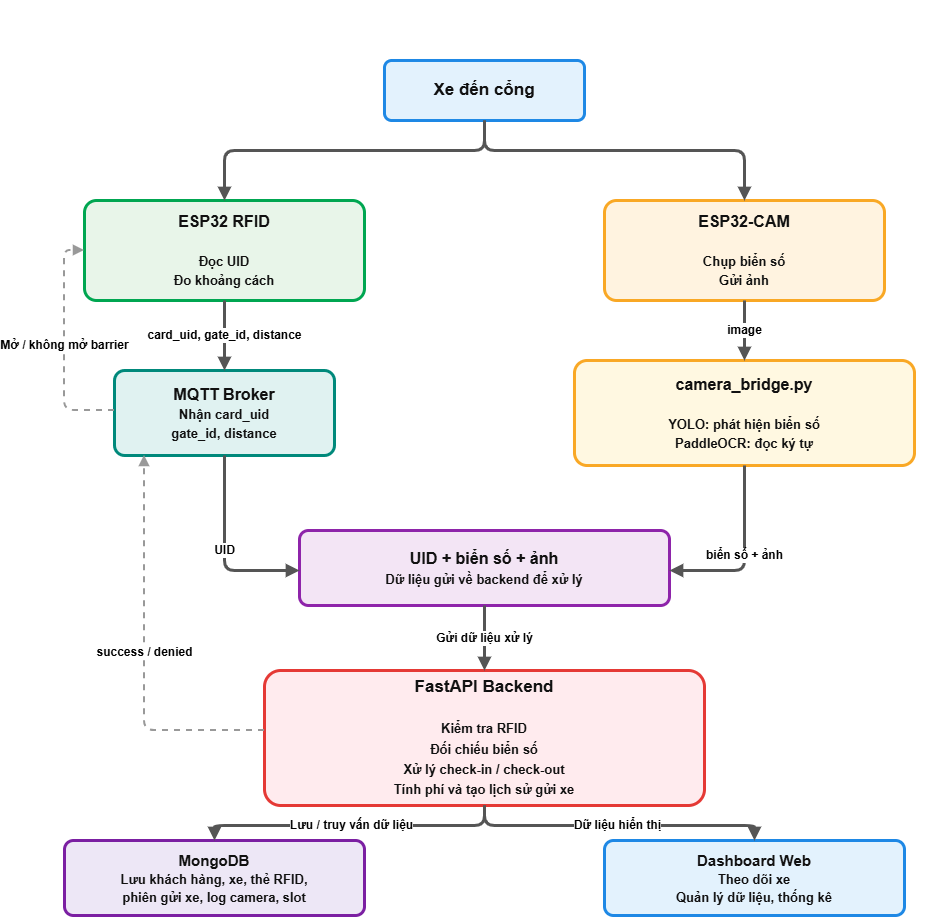 Xe đến cổng
ESP32 RFID
Đọc UID
Đo khoảng cách
ESP32-CAM
Chụp biển số
Gửi ảnh
Mở / không mở barrier
card_uid, gate_id, distance
image
MQTT Broker
Nhận card_uid
gate_id, distance
camera_bridge.py
YOLO: phát hiện biển số
PaddleOCR: đọc ký tự
UID
biển số + ảnh
UID + biển số + ảnh
Dữ liệu gửi về backend để xử lý
Gửi dữ liệu xử lý
success / denied
FastAPI Backend
Kiểm tra RFID
Đối chiếu biển số
Xử lý check-in / check-out
Tính phí và tạo lịch sử gửi xe
Lưu / truy vấn dữ liệu
Dữ liệu hiển thị
MongoDB
Lưu khách hàng, xe, thẻ RFID,
phiên gửi xe, log camera, slot
Dashboard Web
Theo dõi xe
Quản lý dữ liệu, thống kê